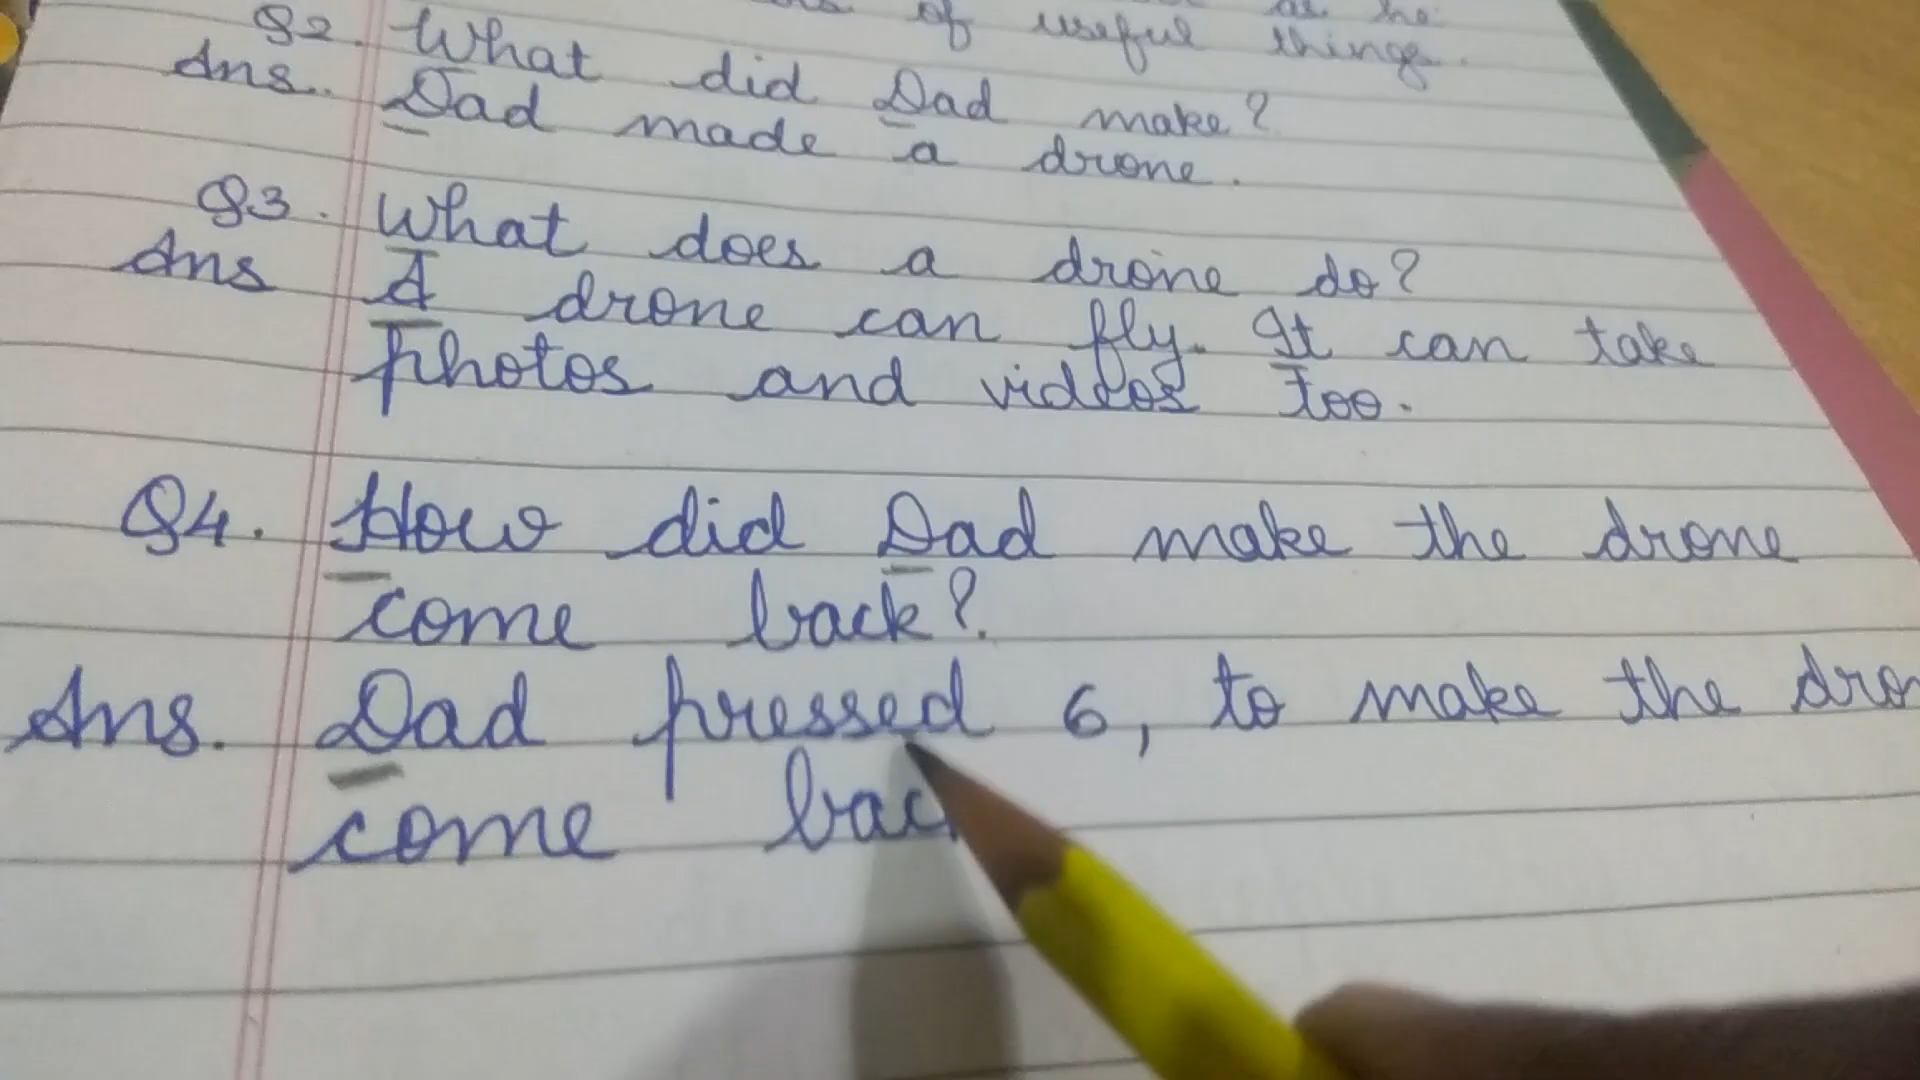 of useful things.
Q2. What did Dad make?
Ans. Dad made a drone.
Q3. What does a drone do?
Ans A drone can fly. It can take
photos and videos too.
Q4. How did Dad make the drone
come back?
Ans. Dad pressed 6, to make the
come